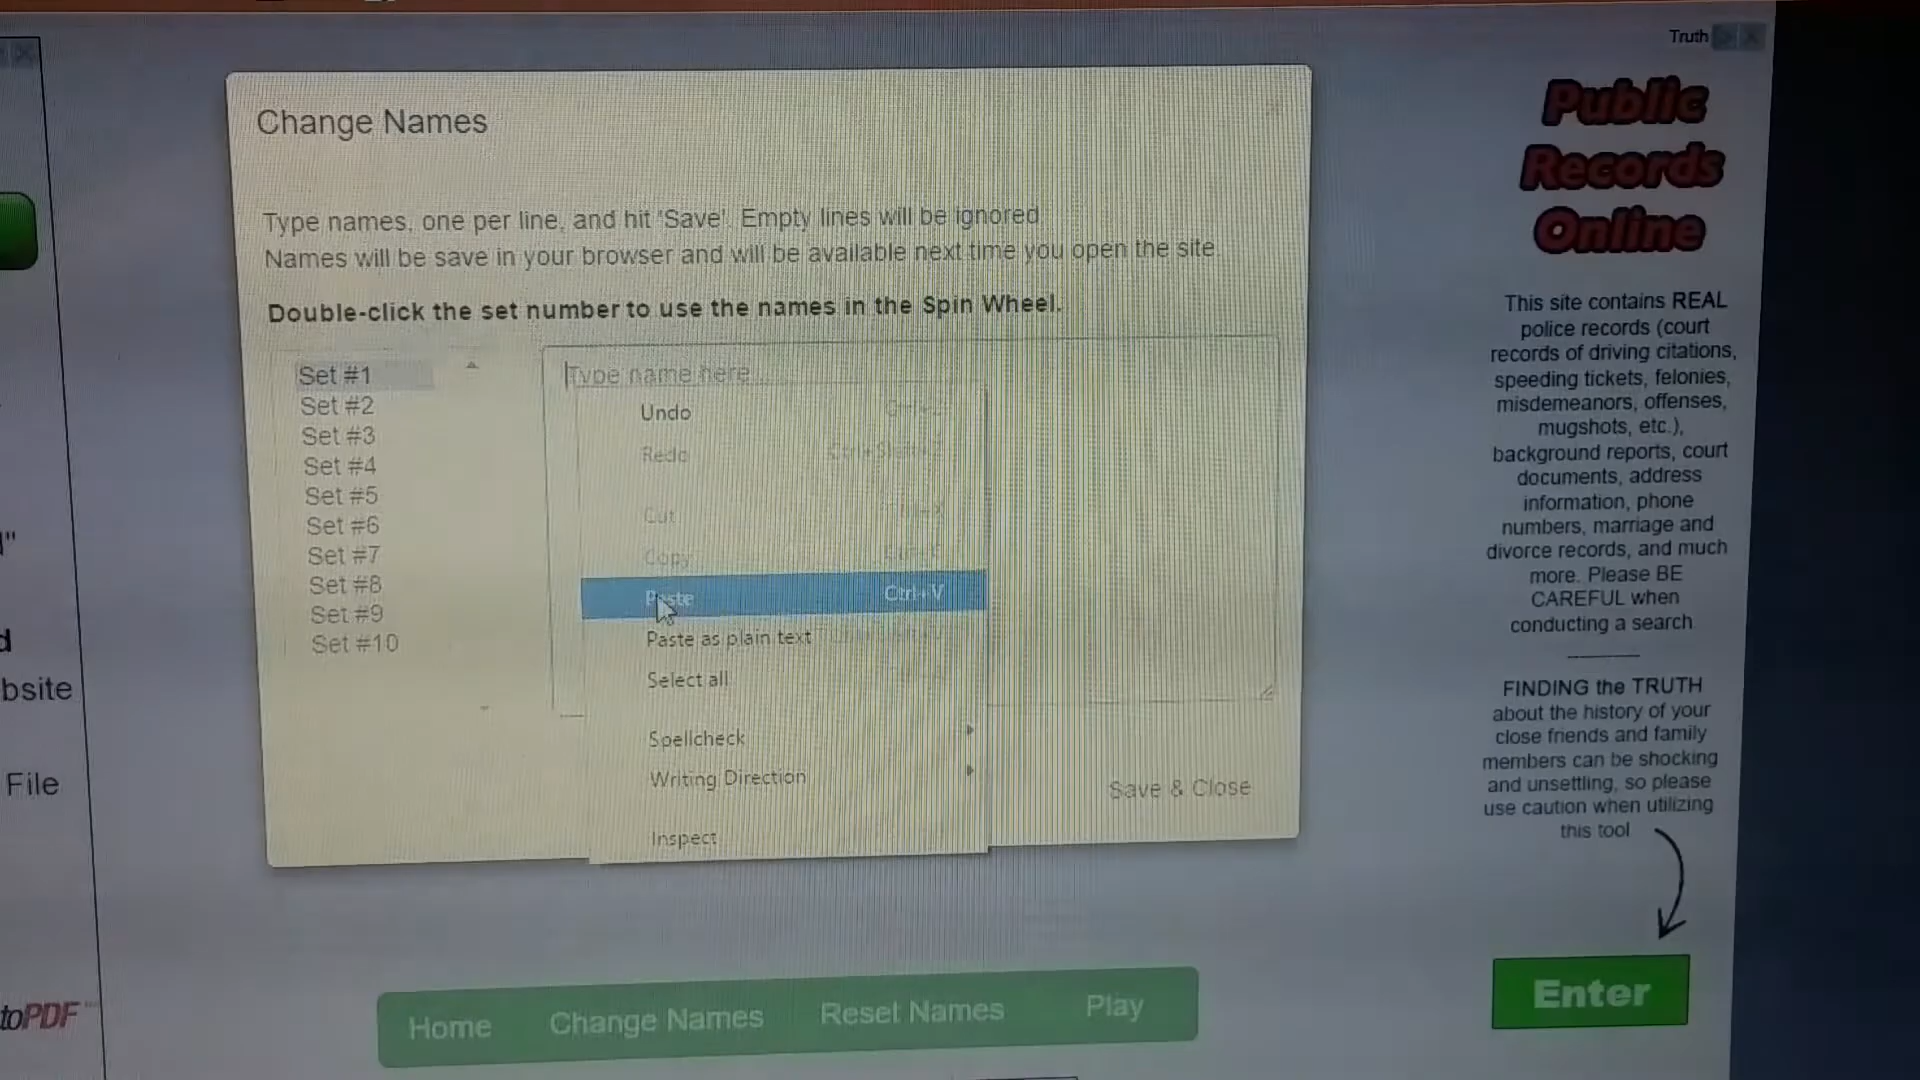 Truth
Change Names
Type names, one per line, and hit 'Save'. Empty lines will be ignored
Names will be save in your browser and will be available next time you open the site.
Double-click the set number to use the names in the Spin Wheel.
Set #1
Set #2
Set #3
Set #4
Set #5
Set #6
Set #7
Set #8
Set #9
Set #10
Type name here
Undo
Redo
Cut
Copy
Paste Ctrl+V
Paste as plain text
Select all
Spellcheck
Writing Direction
Inspect
Save & Close
Home Change Names Reset Names Play
bsite
File
toPDF
Public
Records
Online
This site contains REAL
police records (court
records of driving citations,
speeding tickets, felonies,
misdemeanors, offenses,
mugshots, etc.),
background reports, court
documents, address
information, phone
numbers, marriage and
divorce records, and much
more. Please BE
CAREFUL when
conducting a search
FINDING the TRUTH
about the history of your
close friends and family
members can be shocking
and unsettling, so please
use caution when utilizing
this tool
Enter